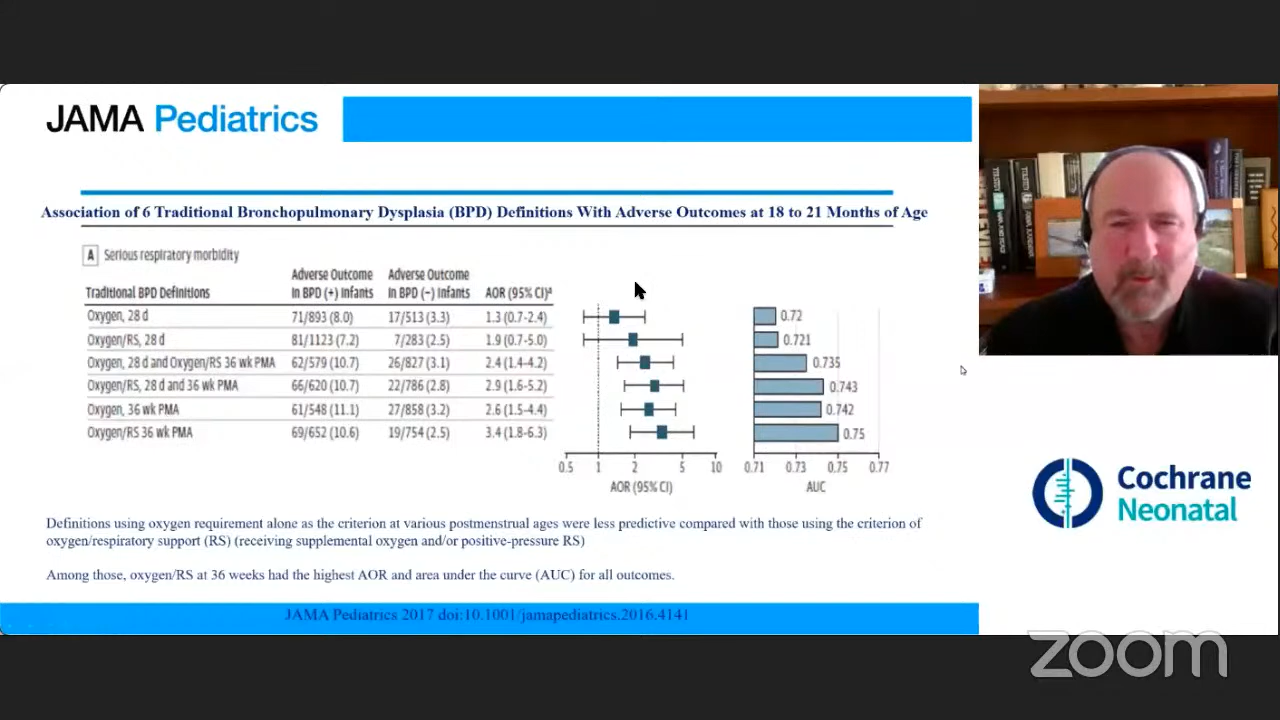 JAMA Pediatrics
Association of 6 Traditional Bronchopulmonary Dysplasia (BPD) Definitions With Adverse Outcomes at 18 to 21 Months of Age
A Serious respiratory morbidity
Traditional BPD Definitions Adverse Outcome in BPD (+) Infants Adverse Outcome in BPD (−) Infants AOR (95% CI)ª
Oxygen, 28 d 71/893 (8.0) 17/513 (3.3) 1.3 (0.7-2.4) 0.72
Oxygen/RS, 28 d 81/1123 (7.2) 7/283 (2.5) 1.9 (0.7-5.0) 0.721
Oxygen, 28 d and Oxygen/RS 36 wk PMA 62/579 (10.7) 26/827 (3.1) 2.4 (1.4-4.2) 0.735
Oxygen/RS, 28 d and 36 wk PMA 66/620 (10.7) 22/786 (2.8) 2.9 (1.6-5.2) 0.743
Oxygen, 36 wk PMA 61/548 (11.1) 27/858 (3.2) 2.6 (1.5-4.4) 0.742
Oxygen/RS 36 wk PMA 69/652 (10.6) 19/754 (2.5) 3.4 (1.8-6.3) 0.75
0.5 1 2 5 10 0.71 0.73 0.75 0.77
AOR (95% CI) AUC
Definitions using oxygen requirement alone as the criterion at various postmenstrual ages were less predictive compared with those using the criterion of
oxygen/respiratory support (RS) (receiving supplemental oxygen and/or positive-pressure RS)
Among those, oxygen/RS at 36 weeks had the highest AOR and area under the curve (AUC) for all outcomes.
JAMA Pediatrics 2017 doi:10.1001/jamapediatrics.2016.4141
Cochrane
Neonatal
zoom